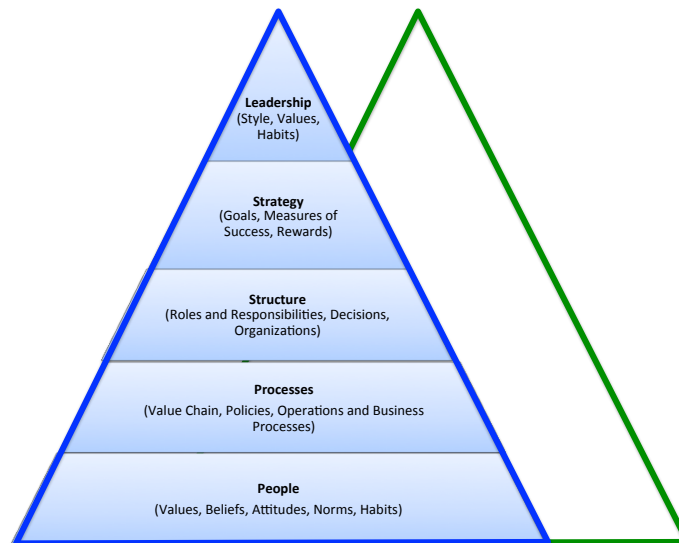 Leadership
(Style, Values,
Habits)
Strategy
(Goals, Measures of
Success, Rewards)
Structure
(Roles and Responsibilities, Decisions,
Organizations)
Processes
(Value Chain, Policies, Operations and Business
Processes)
People
(Values, Beliefs, Attitudes, Norms, Habits)